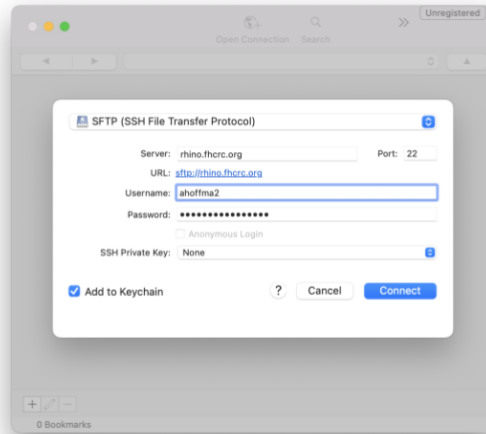 Unregistered
Open Connection Search
SFTP (SSH File Transfer Protocol)
Server: rhino.fhcrc.org Port: 22
URL: sftp://rhino.fhcrc.org
Username: ahoffma2
Password: ••••••••••••••••
Anonymous Login
SSH Private Key: None
Add to Keychain ? Cancel Connect
0 Bookmarks